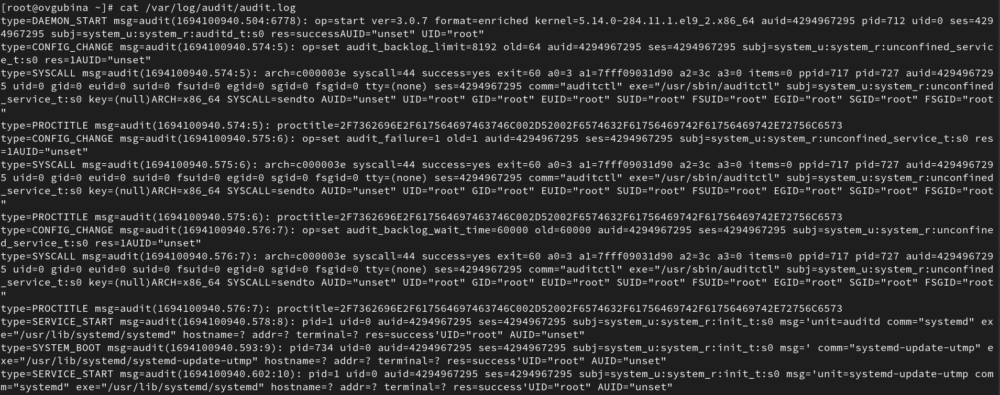 [root@ovgubina ~]# cat /var/log/audit/audit.log
type=DAEMON_START msg=audit(1694100940.504:6778): op=start ver=3.0.7 format=enriched kernel=5.14.0-284.11.1.el9_2.x86_64 auid=4294967295 pid=712 uid=0 ses=429
4967295 subj=system_u:system_r:auditd_t:s0 res=successAUID="unset" UID="root"
type=CONFIG_CHANGE msg=audit(1694100940.574:5): op=set audit_backlog_limit=8192 old=64 auid=4294967295 ses=4294967295 subj=system_u:system_r:unconfined_servic
e_t:s0 res=1AUID="unset"
type=SYSCALL msg=audit(1694100940.574:5): arch=c000003e syscall=44 success=yes exit=60 a0=3 a1=7fff09031d90 a2=3c a3=0 items=0 ppid=717 pid=727 auid=429496729
5 uid=0 gid=0 euid=0 suid=0 fsuid=0 egid=0 sgid=0 fsgid=0 tty=(none) ses=4294967295 comm="auditctl" exe="/usr/sbin/auditctl" subj=system_u:system_r:unconfined
_service_t:s0 key=(null)ARCH=x86_64 SYSCALL=sendto AUID="unset" UID="root" GID="root" EUID="root" SUID="root" FSUID="root" EGID="root" SGID="root" FSGID="root
"
type=PROCTITLE msg=audit(1694100940.574:5): proctitle=2F7362696E2F617564697463746C002D52002F6574632F61756469742F61756469742E72756C6573
type=CONFIG_CHANGE msg=audit(1694100940.575:6): op=set audit_failure=1 old=1 auid=4294967295 ses=4294967295 subj=system_u:system_r:unconfined_service_t:s0 res
=1AUID="unset"
type=SYSCALL msg=audit(1694100940.575:6): arch=c000003e syscall=44 success=yes exit=60 a0=3 a1=7fff09031d90 a2=3c a3=0 items=0 ppid=717 pid=727 auid=429496729
5 uid=0 gid=0 euid=0 suid=0 fsuid=0 egid=0 sgid=0 fsgid=0 tty=(none) ses=4294967295 comm="auditctl" exe="/usr/sbin/auditctl" subj=system_u:system_r:unconfined
_service_t:s0 key=(null)ARCH=x86_64 SYSCALL=sendto AUID="unset" UID="root" GID="root" EUID="root" SUID="root" FSUID="root" EGID="root" SGID="root" FSGID="root
"
type=PROCTITLE msg=audit(1694100940.575:6): proctitle=2F7362696E2F617564697463746C002D52002F6574632F61756469742F61756469742E72756C6573
type=CONFIG_CHANGE msg=audit(1694100940.576:7): op=set audit_backlog_wait_time=60000 old=60000 auid=4294967295 ses=4294967295 subj=system_u:system_r:unconfine
d_service_t:s0 res=1AUID="unset"
type=SYSCALL msg=audit(1694100940.576:7): arch=c000003e syscall=44 success=yes exit=60 a0=3 a1=7fff09031d90 a2=3c a3=0 items=0 ppid=717 pid=727 auid=429496729
5 uid=0 gid=0 euid=0 suid=0 fsuid=0 egid=0 sgid=0 fsgid=0 tty=(none) ses=4294967295 comm="auditctl" exe="/usr/sbin/auditctl" subj=system_u:system_r:unconfined
_service_t:s0 key=(null)ARCH=x86_64 SYSCALL=sendto AUID="unset" UID="root" GID="root" EUID="root" SUID="root" FSUID="root" EGID="root" SGID="root" FSGID="root
"
type=PROCTITLE msg=audit(1694100940.576:7): proctitle=2F7362696E2F617564697463746C002D52002F6574632F61756469742F61756469742E72756C6573
type=SERVICE_START msg=audit(1694100940.578:8): pid=1 uid=0 auid=4294967295 ses=4294967295 subj=system_u:system_r:init_t:s0 msg='unit=auditd comm="systemd" ex
e="/usr/lib/systemd/systemd" hostname=? addr=? terminal=? res=success'UID="root" AUID="unset"
type=SYSTEM_BOOT msg=audit(1694100940.593:9): pid=734 uid=0 auid=4294967295 ses=4294967295 subj=system_u:system_r:init_t:s0 msg=' comm="systemd-update-utmp" e
xe="/usr/lib/systemd/systemd-update-utmp" hostname=? addr=? terminal=? res=success'UID="root" AUID="unset"
type=SERVICE_START msg=audit(1694100940.602:10): pid=1 uid=0 auid=4294967295 ses=4294967295 subj=system_u:system_r:init_t:s0 msg='unit=systemd-update-utmp com
m="systemd" exe="/usr/lib/systemd/systemd" hostname=? addr=? terminal=? res=success'UID="root" AUID="unset"